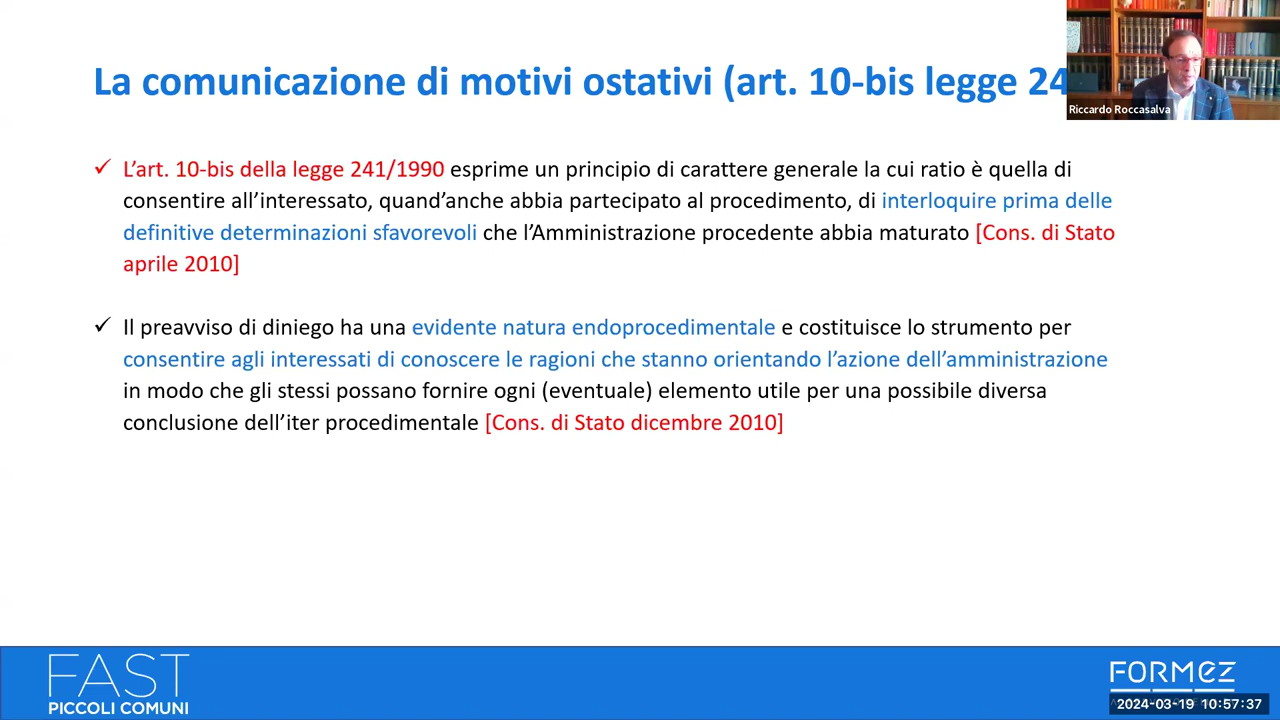 La comunicazione di motivi ostativi (art. 10-bis legge 24
Riccardo Roccasalva
✓ L’art. 10-bis della legge 241/1990 esprime un principio di carattere generale la cui ratio è quella di
consentire all’interessato, quand’anche abbia partecipato al procedimento, di interloquire prima delle
definitive determinazioni sfavorevoli che l’Amministrazione procedente abbia maturato [Cons. di Stato
aprile 2010]
✓ Il preavviso di diniego ha una evidente natura endoprocedimentale e costituisce lo strumento per
consentire agli interessati di conoscere le ragioni che stanno orientando l’azione dell’amministrazione
in modo che gli stessi possano fornire ogni (eventuale) elemento utile per una possibile diversa
conclusione dell’iter procedimentale [Cons. di Stato dicembre 2010]
FAST
PICCOLI COMUNI
FORMEZ
2024-03-19 10:57:37